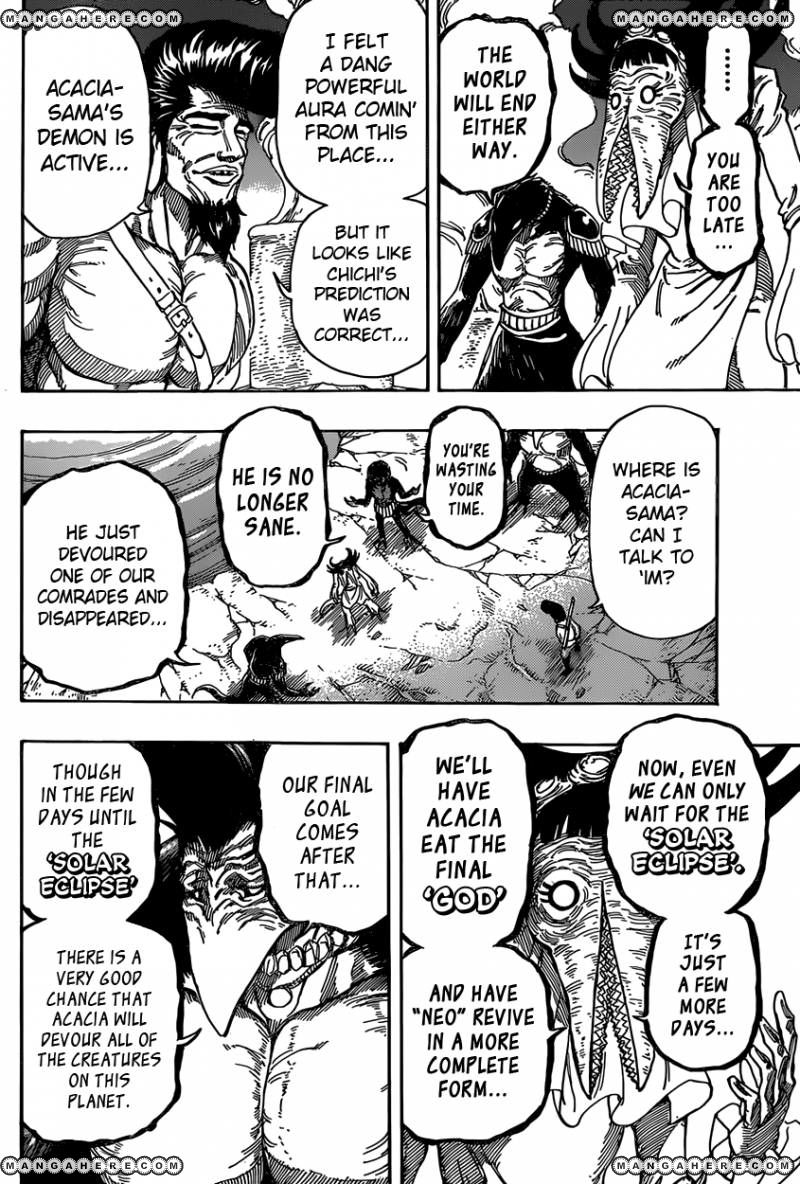 MANGAHERE.COM
MANGAHERE.COM
......
YOU
ARE
TOO
LATE
...
THE
WORLD
WILL END
EITHER
WAY.
I FELT
A DANG
POWERFUL
AURA COMIN'
FROM THIS
PLACE...
BUT IT
LOOKS LIKE
CHICHI'S
PREDICTION
WAS
CORRECT...
ACACIA-
SAMA'S
DEMON IS
ACTIVE...
WHERE IS
ACACIA-
SAMA?
CAN I
TALK TO
'IM?
YOU'RE
WASTING
YOUR
TIME.
HE IS NO
LONGER
SANE.
HE JUST
DEVOURED
ONE OF OUR
COMRADES AND
DISAPPEARED...
NOW, EVEN
WE CAN ONLY
WAIT FOR THE
'SOLAR
ECLIPSE'.
IT'S
JUST
A FEW
MORE
DAYS...
WE'LL
HAVE
ACACIA
EAT THE
FINAL
'GOD'
AND HAVE
"NEO" REVIVE
IN A MORE
COMPLETE
FORM...
OUR FINAL
GOAL
COMES
AFTER
THAT...
THOUGH
IN THE FEW
DAYS UNTIL
THE
'SOLAR
ECLIPSE'
THERE IS A
VERY GOOD
CHANCE THAT
ACACIA WILL
DEVOUR ALL OF
THE CREATURES
ON THIS
PLANET.
MANGAHERE.COM
MANGAHERE.COM